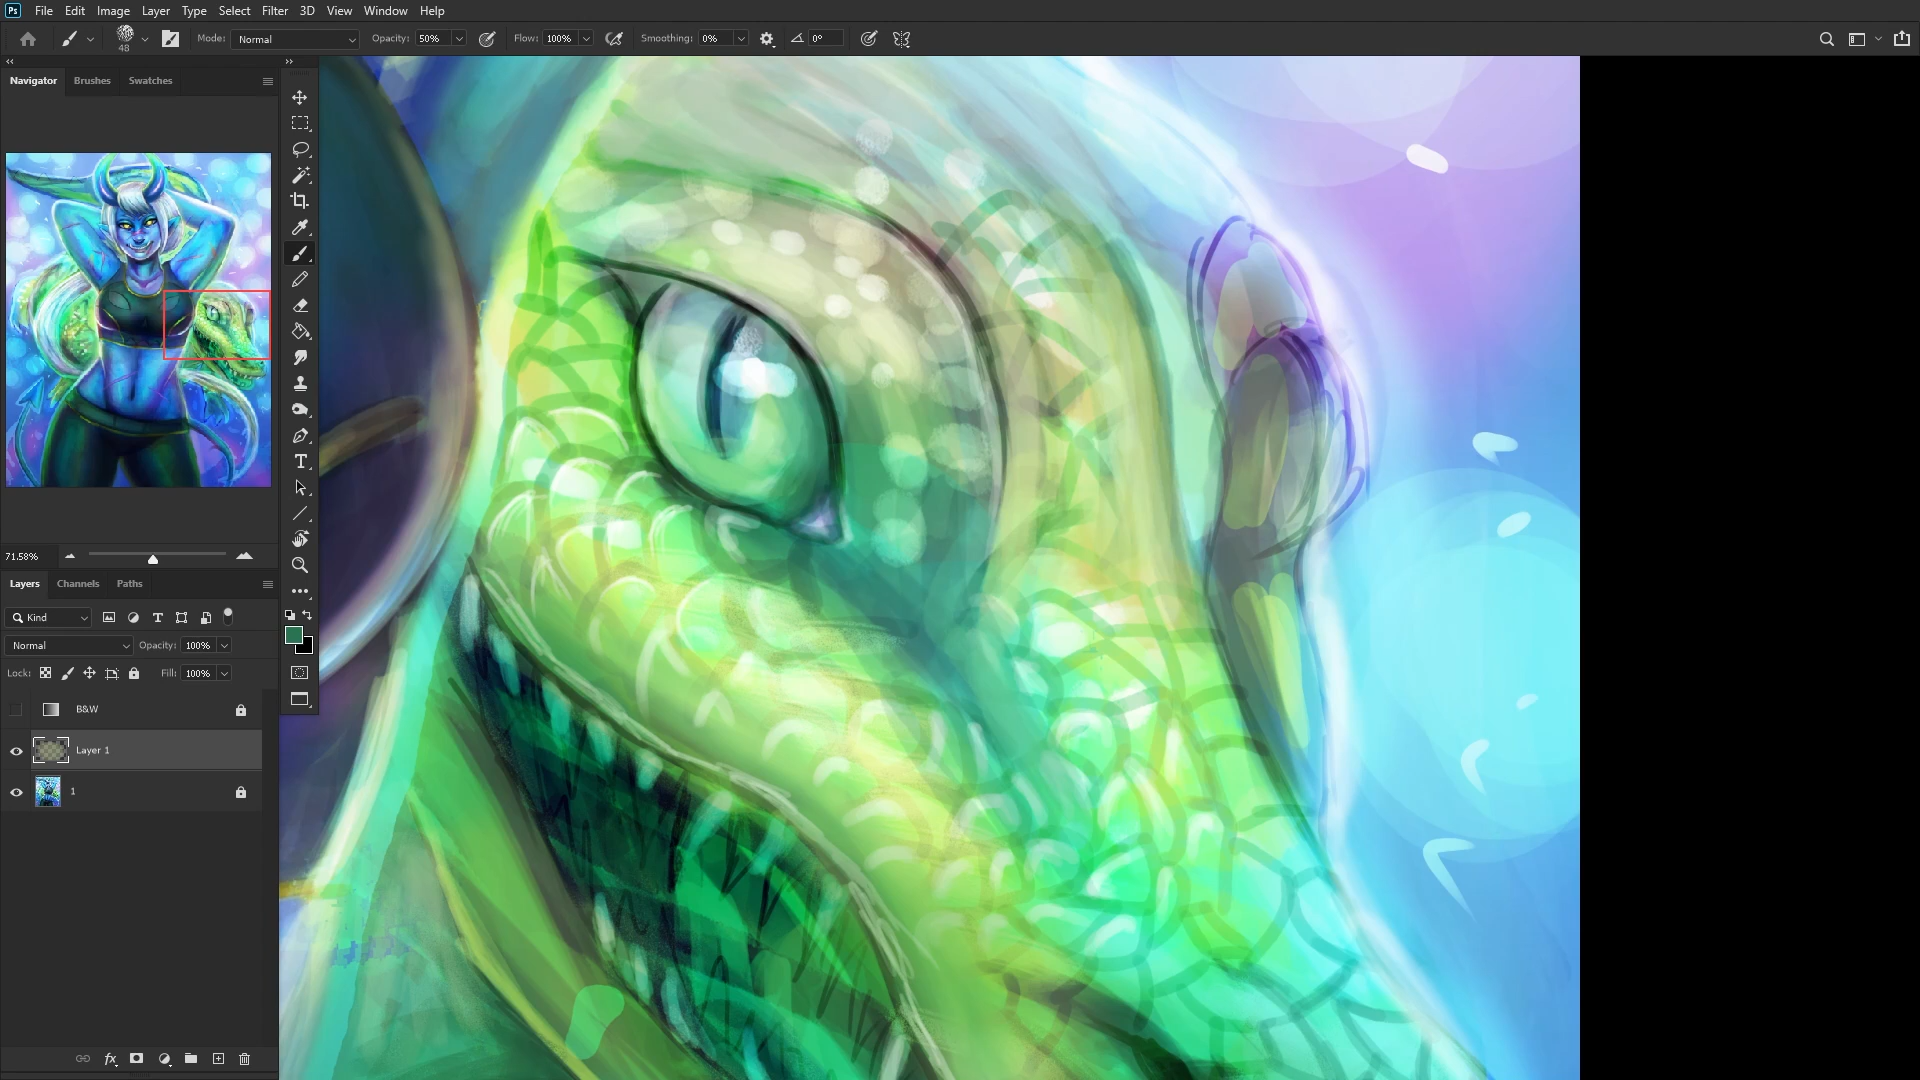 Ps File Edit Image Layer Type Select Filter 3D View Window Help
48 Mode: Normal Opacity: 50% Flow: 100% Smoothing: 0% 0°
Navigator Brushes Swatches
71.58%
Layers Channels Paths
Kind
Normal Opacity: 100%
Lock: Fill: 100%
B&W
Layer 1
1